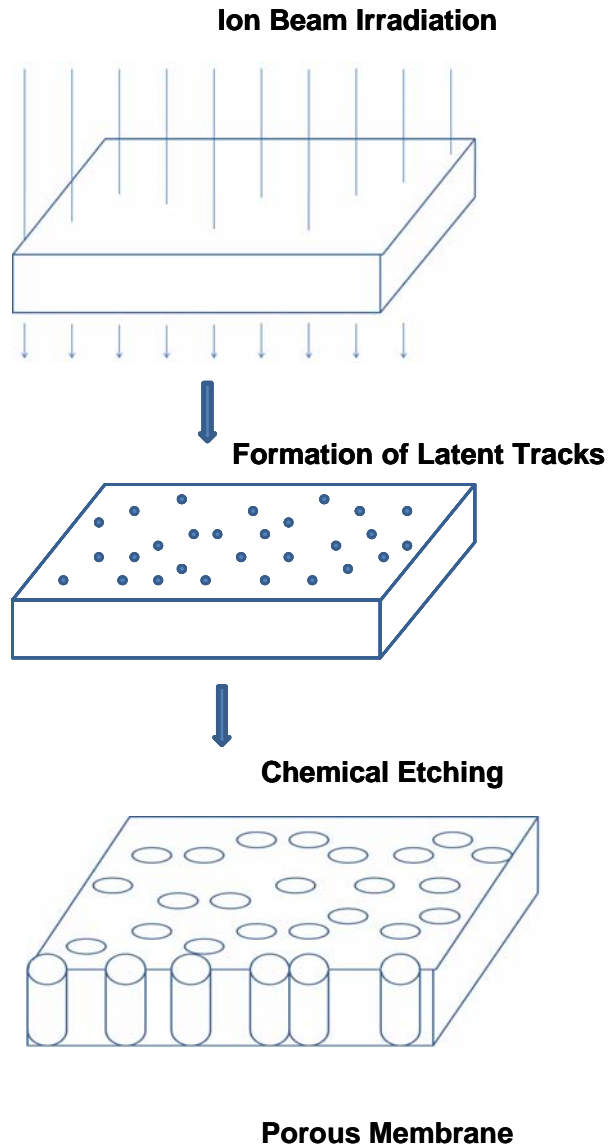 Ion Beam Irradiation
Formation of Latent Tracks
Chemical Etching
Porous Membrane